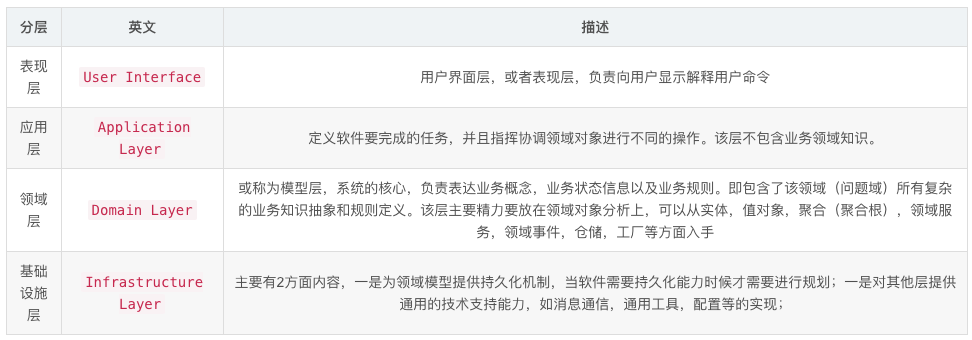 分层 英文 描述
表现层 User Interface 用户界面层，或者表现层，负责向用户显示解释用户命令
应用层 Application Layer 定义软件要完成的任务，并且指挥协调领域对象进行不同的操作。该层不包含业务领域知识。
领域层 Domain Layer 或称为模型层，系统的核心，负责表达业务概念，业务状态信息以及业务规则。即包含了该领域（问题域）所有复杂
的业务知识抽象和规则定义。该层主要精力要放在领域对象分析上，可以从实体，值对象，聚合（聚合根），领域服
务，领域事件，仓储，工厂等方面入手
基础设施层 Infrastructure Layer 主要有2方面内容，一是为领域模型提供持久化机制，当软件需要持久化能力时候才需要进行规划；一是对其他层提供
通用的技术支持能力，如消息通信，通用工具，配置等的实现；